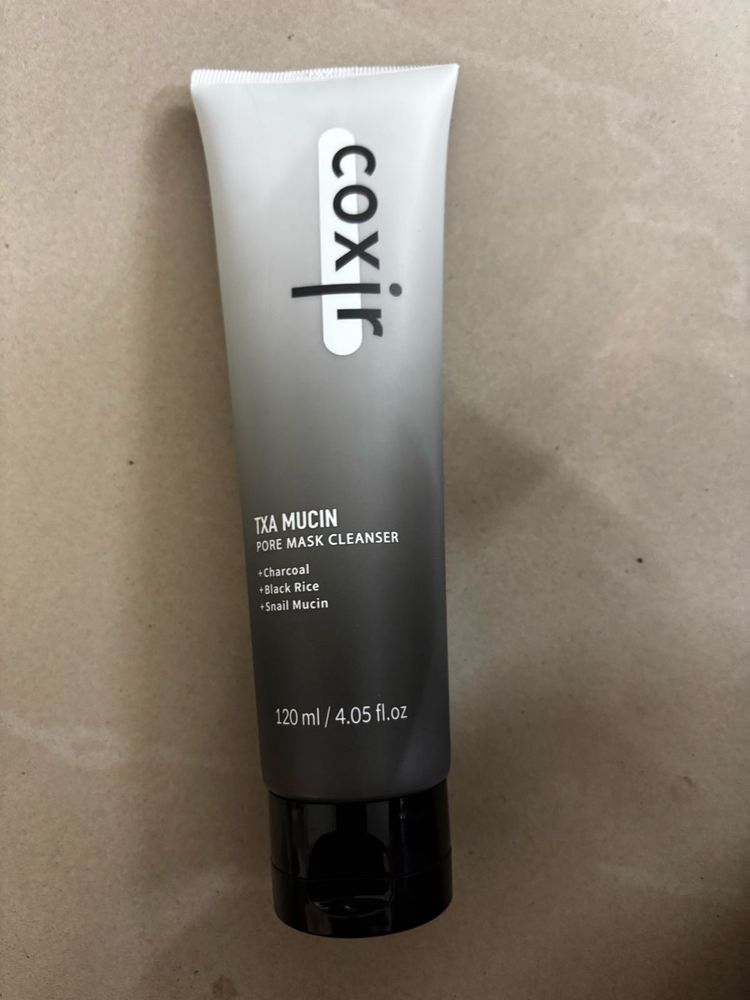 coxir
TXA MUCIN
PORE MASK CLEANSER
+Charcoal
+Black Rice
+Snail Mucin
120 ml / 4.05 fl.oz